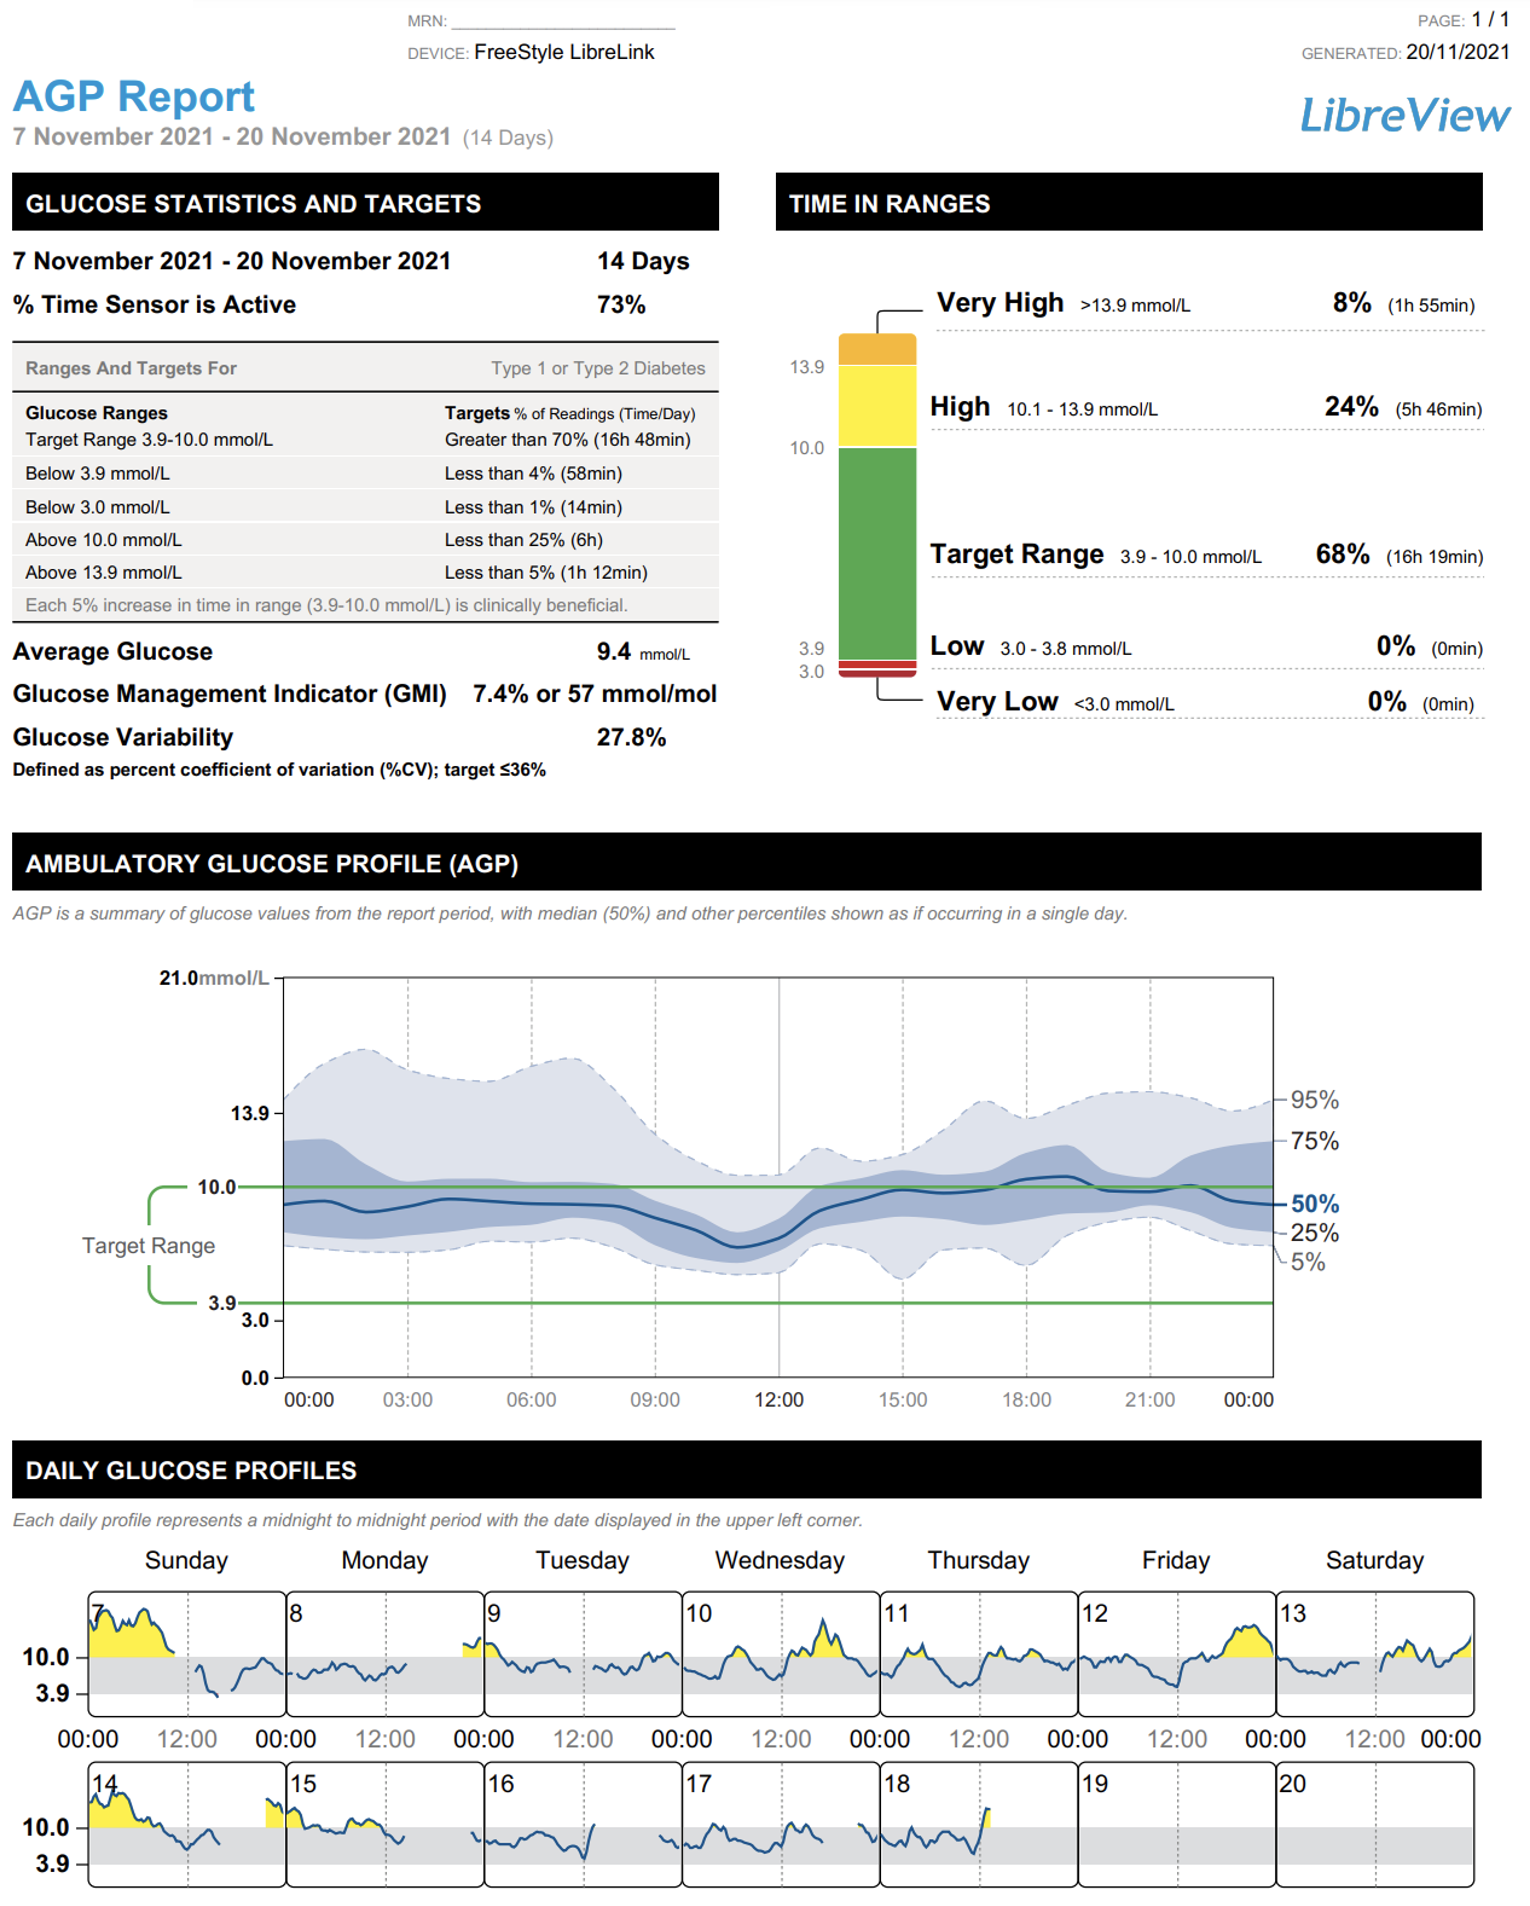 MRN: ____________________
PAGE: 1 / 1
DEVICE: FreeStyle LibreLink
GENERATED: 20/11/2021
AGP Report
LibreView
7 November 2021 - 20 November 2021 (14 Days)
GLUCOSE STATISTICS AND TARGETS
7 November 2021 - 20 November 2021 14 Days
% Time Sensor is Active 73%
Ranges And Targets For Type 1 or Type 2 Diabetes
Glucose Ranges Targets % of Readings (Time/Day)
Target Range 3.9-10.0 mmol/L Greater than 70% (16h 48min)
Below 3.9 mmol/L Less than 4% (58min)
Below 3.0 mmol/L Less than 1% (14min)
Above 10.0 mmol/L Less than 25% (6h)
Above 13.9 mmol/L Less than 5% (1h 12min)
Each 5% increase in time in range (3.9-10.0 mmol/L) is clinically beneficial.
Average Glucose 9.4 mmol/L
Glucose Management Indicator (GMI) 7.4% or 57 mmol/mol
Glucose Variability 27.8%
Defined as percent coefficient of variation (%CV); target ≤36%
TIME IN RANGES
Very High >13.9 mmol/L 8% (1h 55min)
13.9
High 10.1 - 13.9 mmol/L 24% (5h 46min)
10.0
Target Range 3.9 - 10.0 mmol/L 68% (16h 19min)
3.9
Low 3.0 - 3.8 mmol/L 0% (0min)
3.0
Very Low <3.0 mmol/L 0% (0min)
AMBULATORY GLUCOSE PROFILE (AGP)
AGP is a summary of glucose values from the report period, with median (50%) and other percentiles shown as if occurring in a single day.
21.0mmol/L
95%
13.9
75%
10.0
50%
25%
Target Range
5%
3.9
3.0
0.0
00:00 03:00 06:00 09:00 12:00 15:00 18:00 21:00 00:00
DAILY GLUCOSE PROFILES
Each daily profile represents a midnight to midnight period with the date displayed in the upper left corner.
Sunday Monday Tuesday Wednesday Thursday Friday Saturday
7 8 9 10 11 12 13
10.0
3.9
00:00 12:00 00:00 12:00 00:00 12:00 00:00 12:00 00:00 12:00 00:00 12:00 00:00 12:00 00:00
14 15 16 17 18 19 20
10.0
3.9